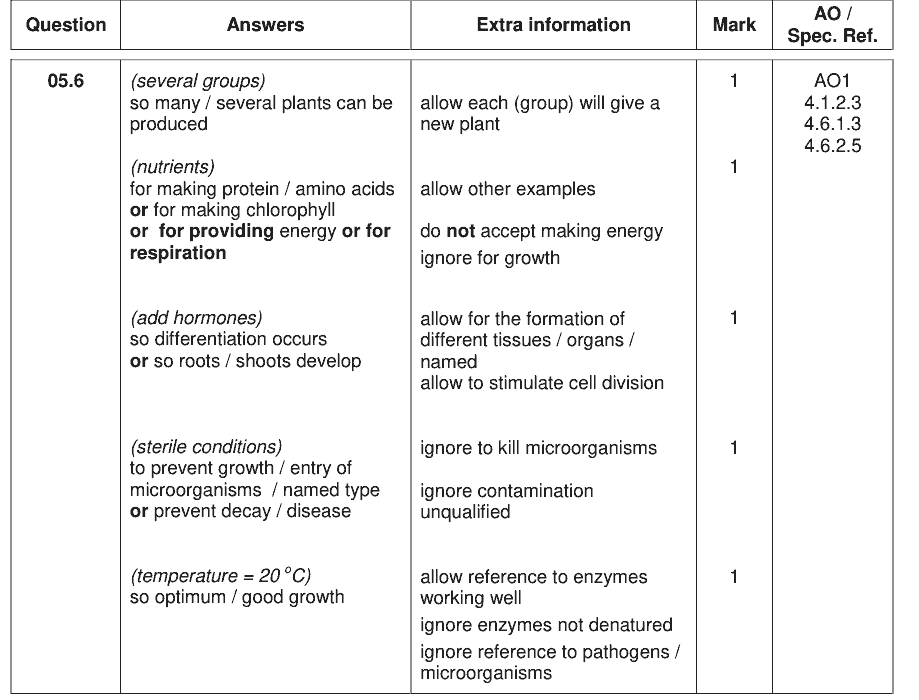 Question Answers Extra information Mark AO /
Spec. Ref.
05.6 (several groups) 1 AO1
so many / several plants can be allow each (group) will give a 4.1.2.3
produced new plant 4.6.1.3
4.6.2.5
(nutrients) 1
for making protein / amino acids allow other examples
or for making chlorophyll
or for providing energy or for do not accept making energy
respiration ignore for growth
(add hormones) allow for the formation of 1
so differentiation occurs different tissues / organs /
or so roots / shoots develop named
allow to stimulate cell division
(sterile conditions) ignore to kill microorganisms 1
to prevent growth / entry of
microorganisms / named type ignore contamination
or prevent decay / disease unqualified
(temperature = 20 °C) allow reference to enzymes 1
so optimum / good growth working well
ignore enzymes not denatured
ignore reference to pathogens /
microorganisms